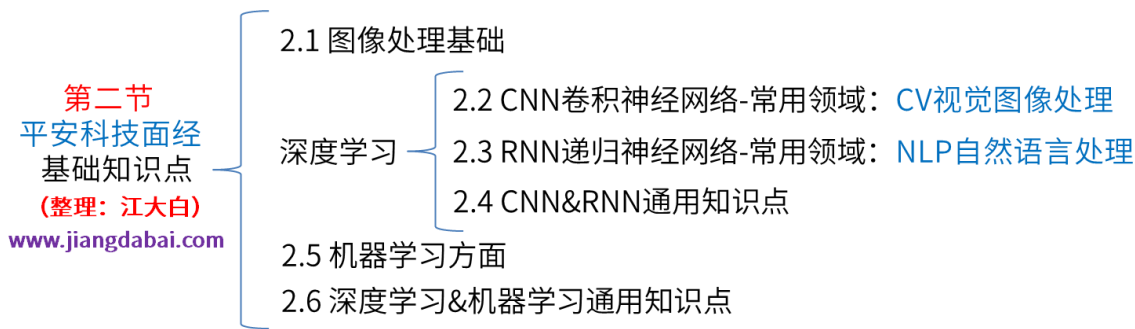 第二节
平安科技面经
基础知识点
（整理：江大白）
www.jiangdabai.com
2.1 图像处理基础
深度学习
2.2 CNN卷积神经网络-常用领域：CV视觉图像处理
2.3 RNN递归神经网络-常用领域：NLP自然语言处理
2.4 CNN&RNN通用知识点
2.5 机器学习方面
2.6 深度学习&机器学习通用知识点